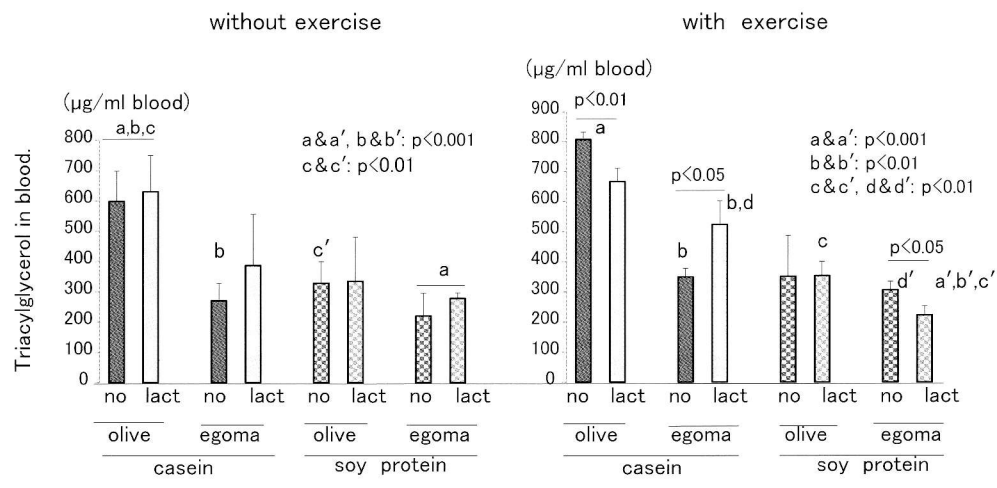 without exercise
with exercise
(μg/ml blood)
a,b,c
a&a′, b&b′: p<0.001
c&c′: p<0.01
Triacylglycerol in blood.
800
700
600
500
400
300
200
100
0
b
c′
a
no lact no lact no lact no lact
olive egoma olive egoma
casein soy protein
(μg/ml blood)
p<0.01
a
a&a′: p<0.001
b&b′: p<0.01
c&c′, d&d′: p<0.01
900
800
700
600
500
400
300
200
100
0
p<0.05
b,d
b
c
p<0.05
d′ a′,b′,c′
no lact no lact no lact no lact
olive egoma olive egoma
casein soy protein